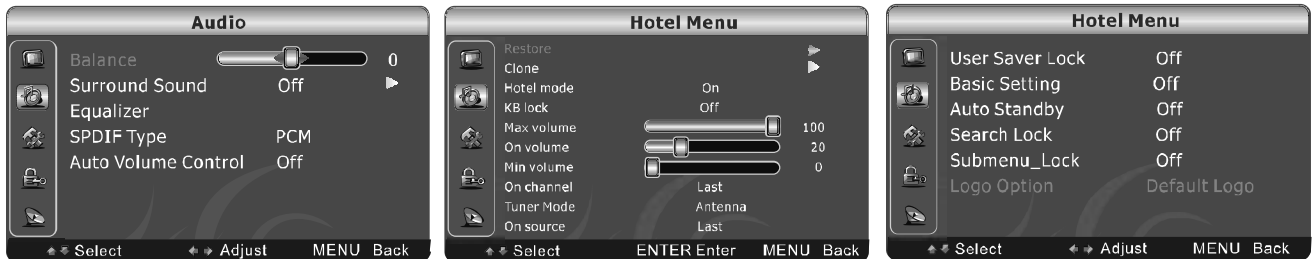 Audio
Balance 0
Surround Sound Off
Equalizer
SPDIF Type PCM
Auto Volume Control Off
Select Adjust MENU Back
Hotel Menu
Restore
Clone
Hotel mode On
KB lock Off
Max volume 100
On volume 20
Min volume 0
On channel Last
Tuner Mode Antenna
On source Last
Select ENTER Enter MENU Back
Hotel Menu
User Saver Lock Off
Basic Setting Off
Auto Standby Off
Search Lock Off
Submenu_Lock Off
Logo Option Default Logo
Select Adjust MENU Back